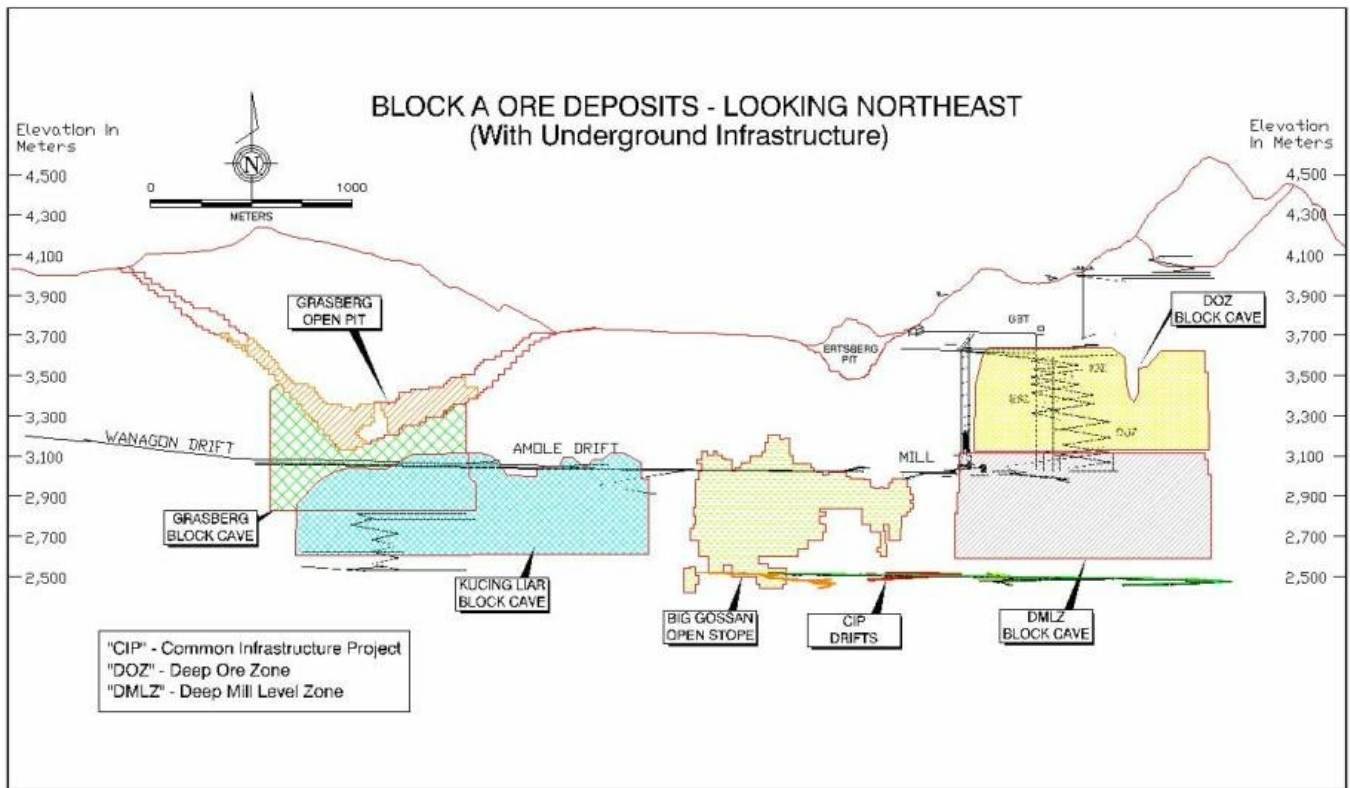 BLOCK A ORE DEPOSITS - LOOKING NORTHEAST
(With Underground Infrastructure)
Elevation In
Meters
4,500
4,300
4,100
3,900
3,700
3,500
3,300
3,100
2,900
2,700
2,500
N
0 1000
METERS
Elevation
In Meters
4,500
4,300
4,100
3,900
3,700
3,500
3,300
3,100
2,900
2,700
2,500
GRASBERG
OPEN PIT
ERTSBERG
PIT
GBT
DOZ
BLOCK CAVE
WANAGON DRIFT
AMOLE DRIFT
MILL
GRASBERG
BLOCK CAVE
KUCING LIAR
BLOCK CAVE
BIG GOSSAN
OPEN STOPE
CIP
DRIFTS
DMLZ
BLOCK CAVE
"CIP" - Common Infrastructure Project
"DOZ" - Deep Ore Zone
"DMLZ" - Deep Mill Level Zone